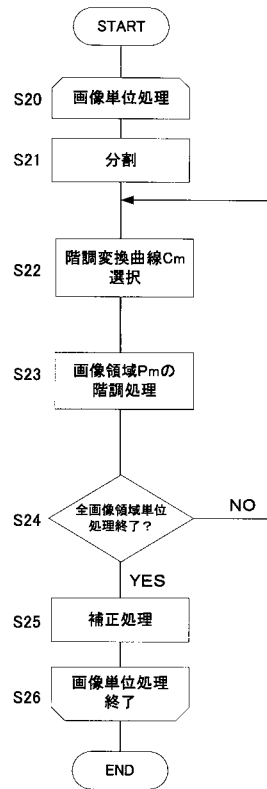 START
S20
画像単位処理
S21
分割
S22
階調変換曲線Cm
選択
S23
画像領域Pmの
階調処理
S24
全画像領域単位
処理終了？
NO
YES
S25
補正処理
S26
画像単位処理
終了
END